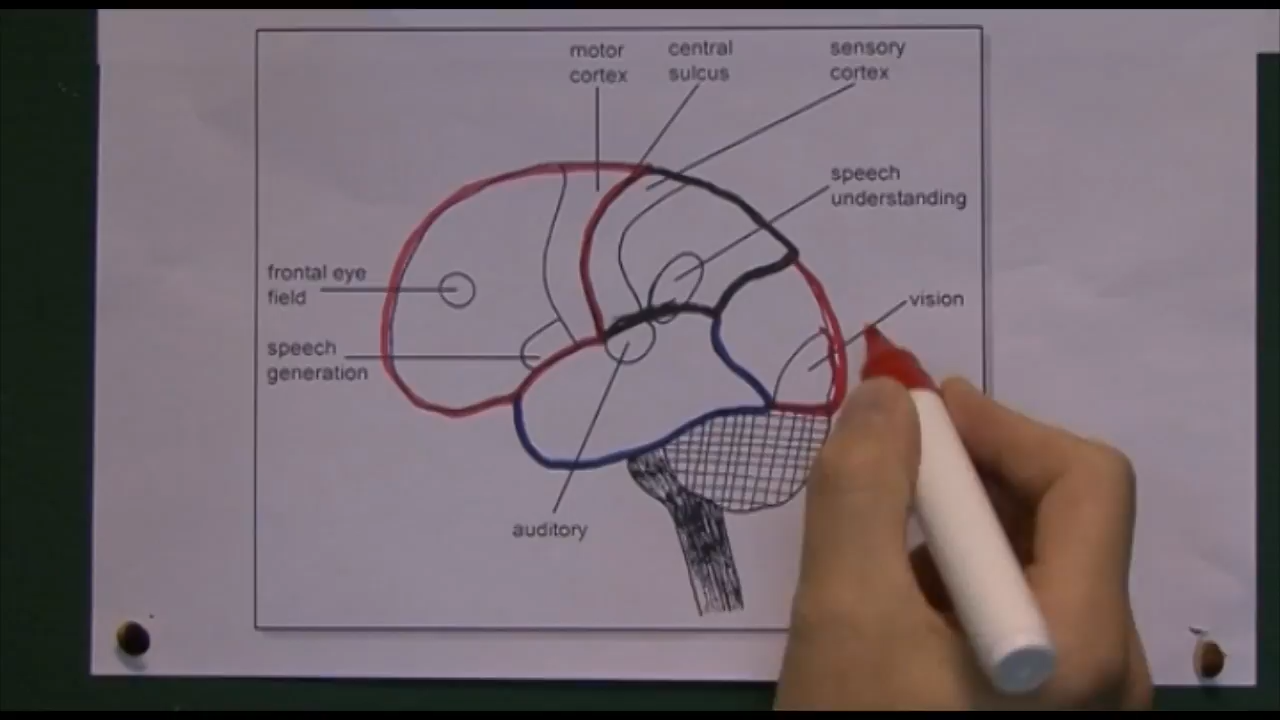 motor
cortex
central
sulcus
sensory
cortex
speech
understanding
frontal eye
field
vision
speech
generation
auditory